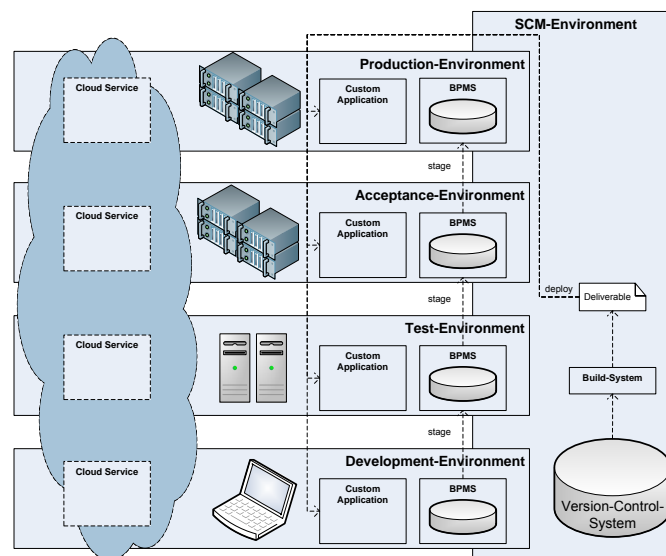 SCM-Environment
Production-Environment
Cloud Service
Custom
Application
BPMS
stage
Acceptance-Environment
Cloud Service
Custom
Application
BPMS
deploy
Deliverable
stage
Test-Environment
Cloud Service
Custom
Application
BPMS
Build-System
stage
Development-Environment
Cloud Service
Custom
Application
BPMS
Version-Control-
System